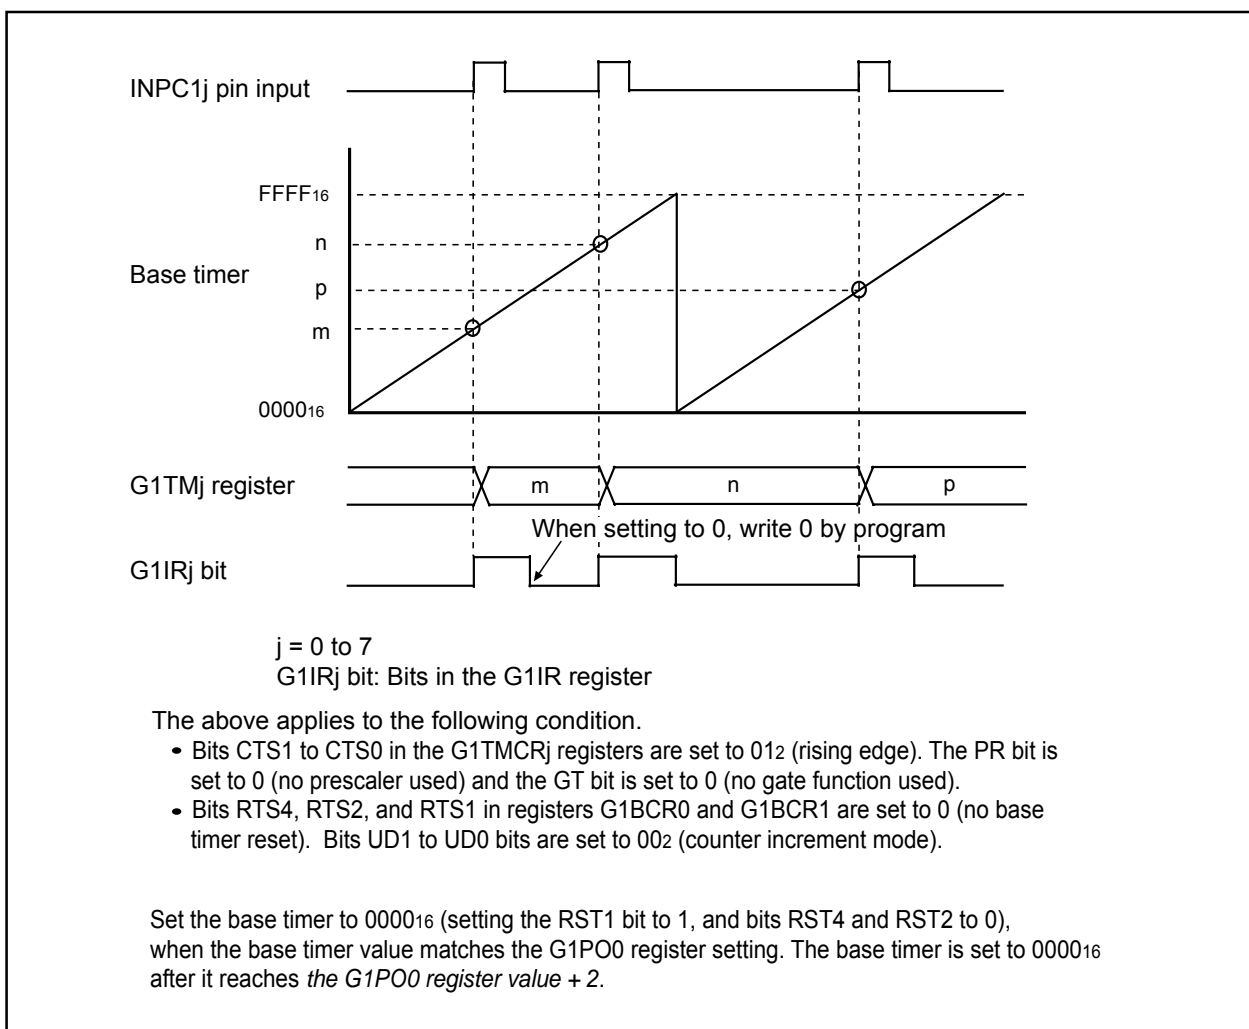 INPC1j pin input
FFFF16
n
Base timer
p
m
000016
G1TMj register
m n p
When setting to 0, write 0 by program
G1IRj bit
j = 0 to 7
G1IRj bit: Bits in the G1IR register
The above applies to the following condition.
• Bits CTS1 to CTS0 in the G1TMCRj registers are set to 012 (rising edge). The PR bit is
set to 0 (no prescaler used) and the GT bit is set to 0 (no gate function used).
• Bits RTS4, RTS2, and RTS1 in registers G1BCR0 and G1BCR1 are set to 0 (no base
timer reset). Bits UD1 to UD0 bits are set to 002 (counter increment mode).
Set the base timer to 000016 (setting the RST1 bit to 1, and bits RST4 and RST2 to 0),
when the base timer value matches the G1PO0 register setting. The base timer is set to 000016
after it reaches the G1PO0 register value + 2.